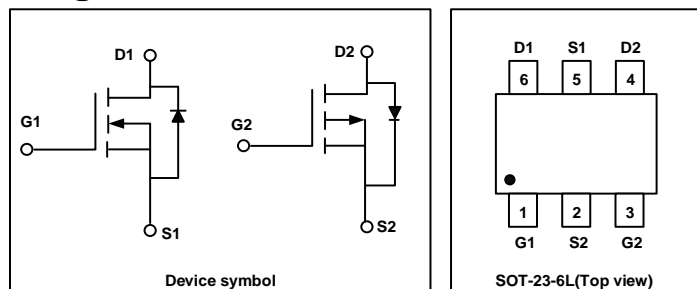 D1
G1
S1
D2
G2
S2
Device symbol
D1 S1 D2
6 5 4
1 2 3
G1 S2 G2
SOT-23-6L(Top view)